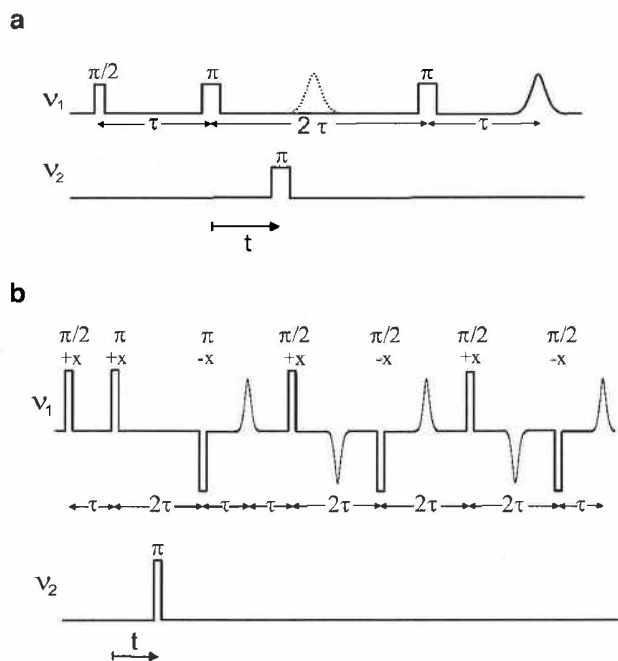 a
π/2 π π
ν1
τ 2 τ τ
π
ν2
t
b
π/2 π π π/2 π/2 π/2 π/2
+x +x -x +x -x +x -x
ν1
τ 2τ τ τ 2τ 2τ 2τ τ
π
ν2
t